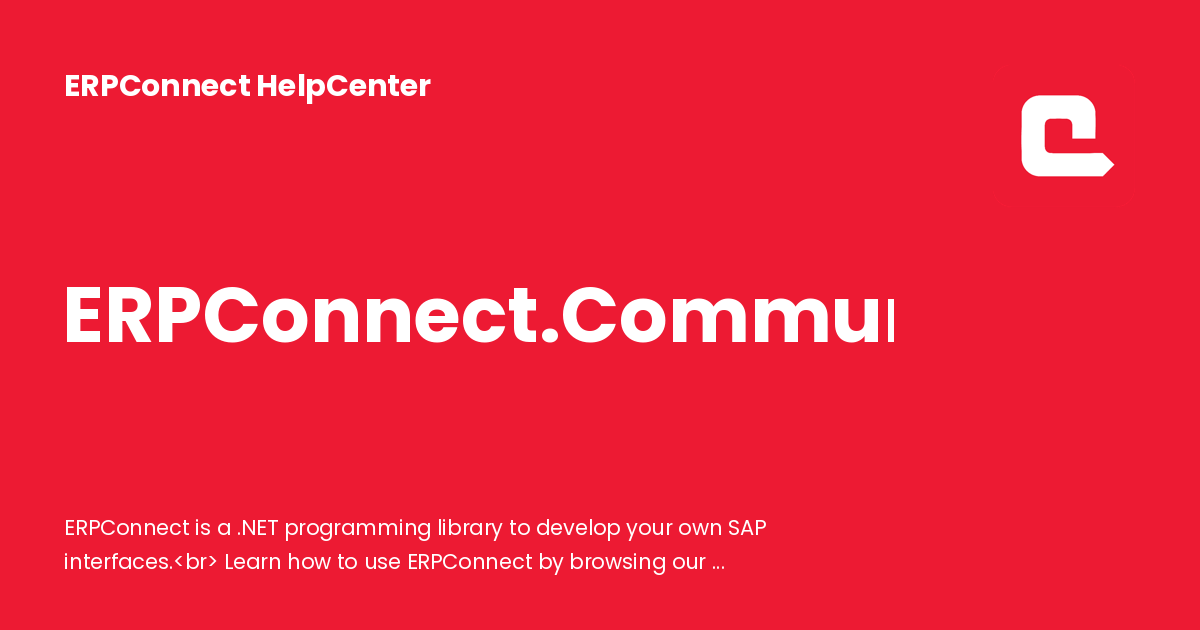 ERPConnect HelpCenter
ERPConnect.Commu
ERPConnect is a .NET programming library to develop your own SAP
interfaces.<br> Learn how to use ERPConnect by browsing our ...